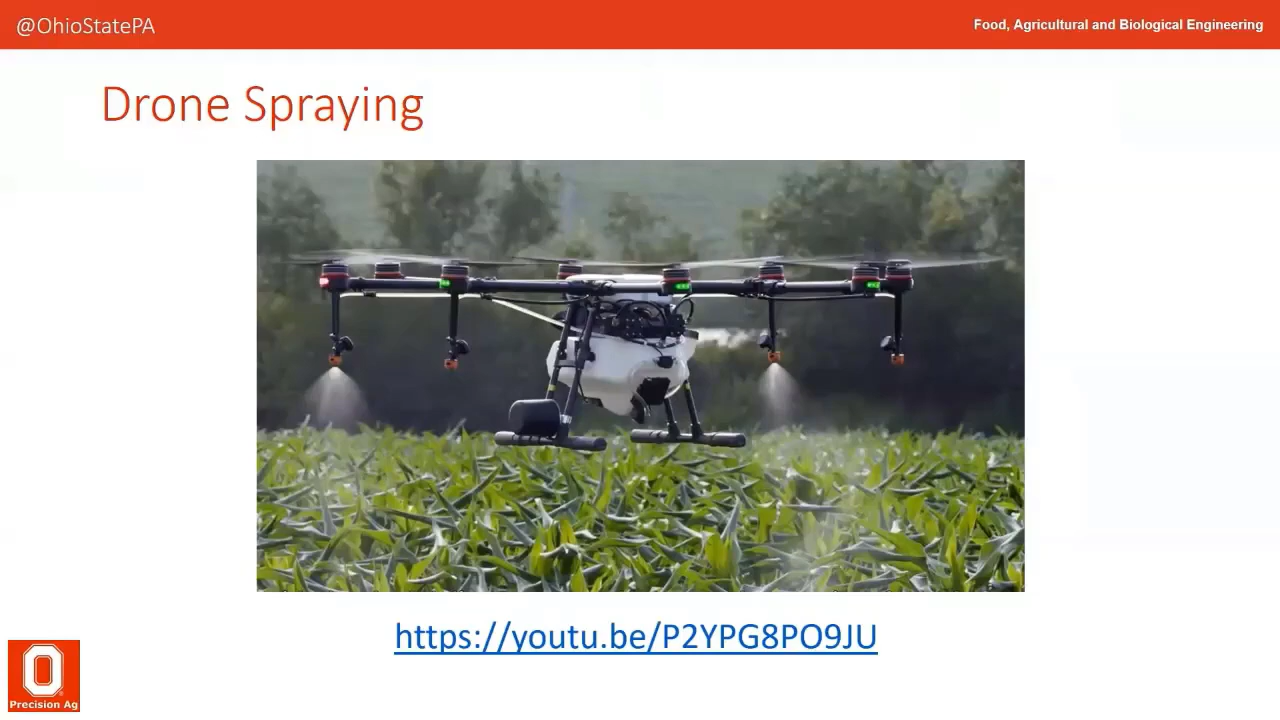 @OhioStatePA
Food, Agricultural and Biological Engineering
Drone Spraying
https://youtu.be/P2YPG8PO9JU
O
Precision Ag